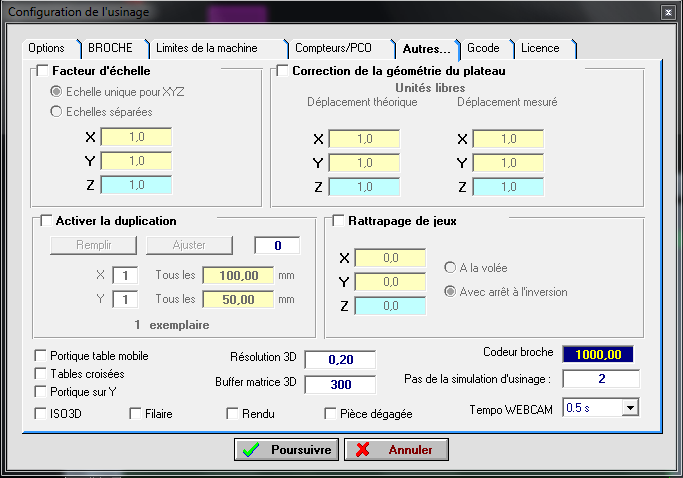 Configuration de l'usinage
Options BROCHE Limites de la machine Compteurs/PCO Autres... Gcode Licence
Facteur d'échelle
Echelle unique pour XYZ
Echelles séparées
X 1,0
Y 1,0
Z 1,0
Correction de la géométrie du plateau
Unités libres
Déplacement théorique Déplacement mesuré
X 1,0 X 1,0
Y 1,0 Y 1,0
Z 1,0 Z 1,0
Activer la duplication
Remplir Ajuster 0
X 1 Tous les 100,00 mm
Y 1 Tous les 50,00 mm
1 exemplaire
Rattrapage de jeux
X 0,0
Y 0,0
Z 0,0
A la volée
Avec arrêt à l'inversion
Portique table mobile
Tables croisées
Portique sur Y
Résolution 3D 0,20
Buffer matrice 3D 300
Codeur broche 1000,00
Pas de la simulation d'usinage : 2
Tempo WEBCAM 0.5 s
ISO3D Filaire Rendu Pièce dégagée
Poursuivre Annuler